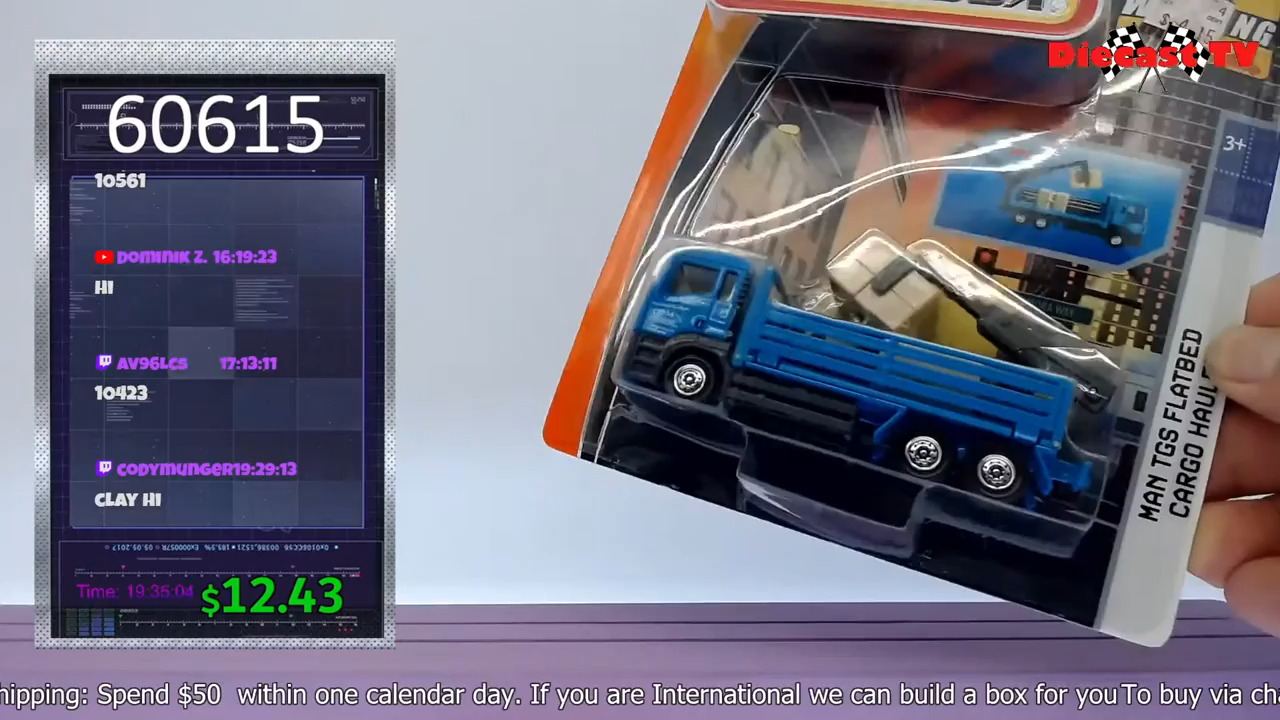 60615
10561
Dominik Z. 16:19:23
HI
AV96LCS 17:13:11
10423
CODYMUNGER19:29:13
CLAY HI
Time: 19:35:04
$12.43
Diecast TV
3+
MAN TGS FLATBED
CARGO HAUL
hipping: Spend $50 within one calendar day. If you are International we can build a box for you To buy via cha